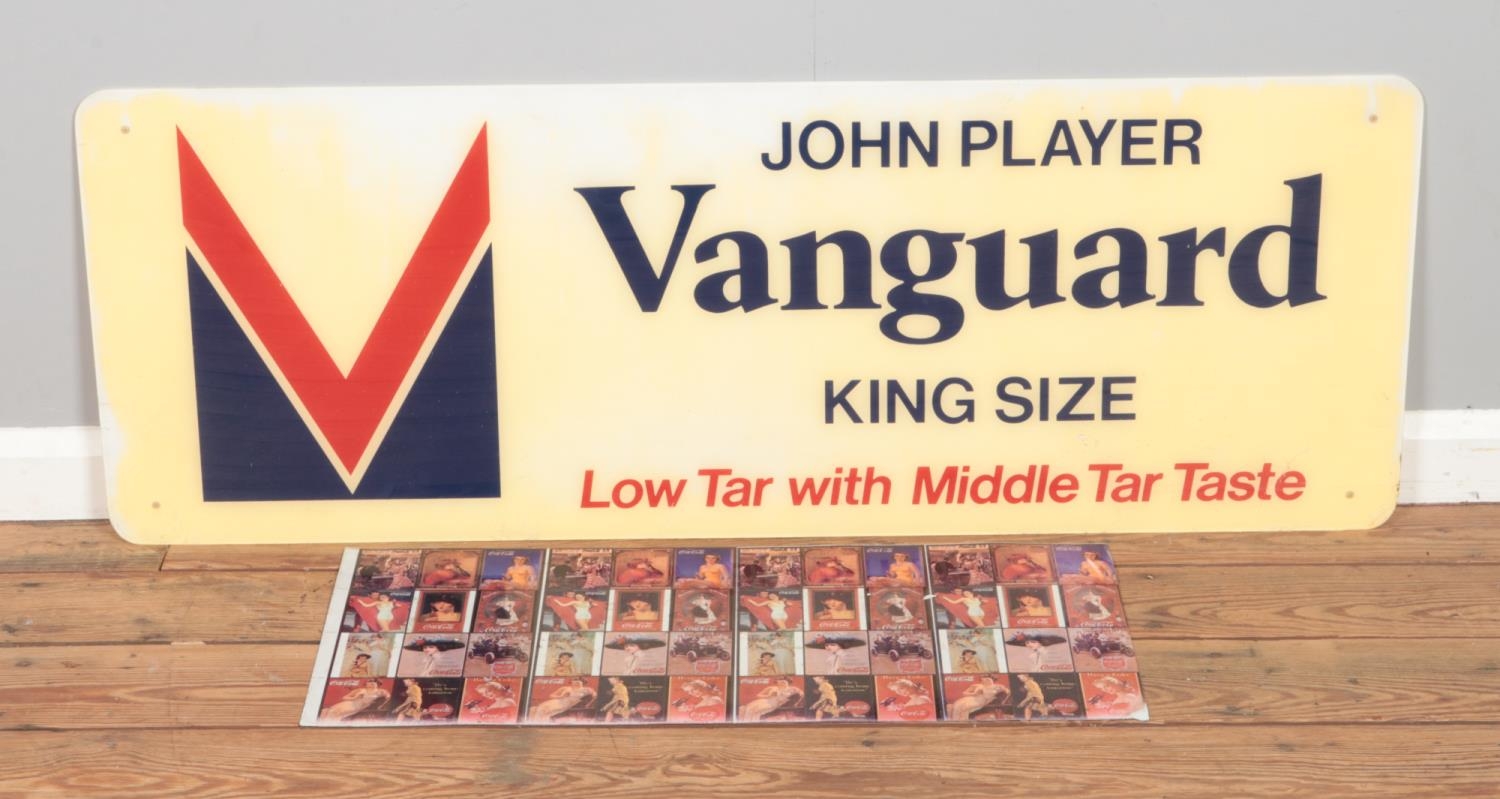 JOHN PLAYER
Vanguard
KING SIZE
Low Tar with Middle Tar Taste